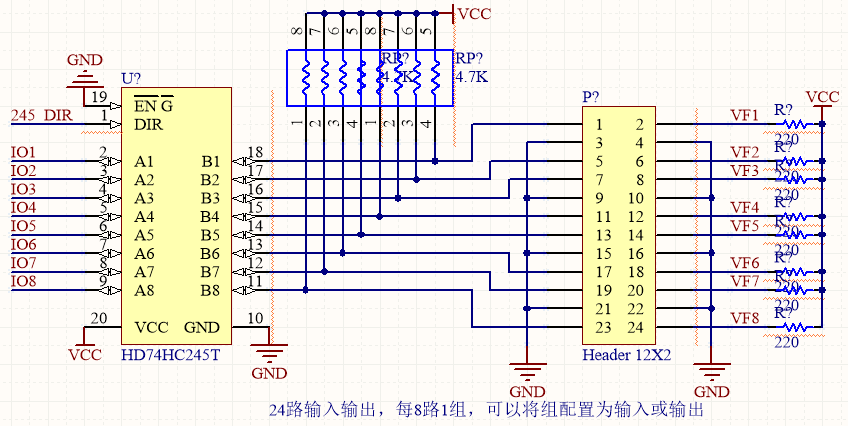 VCC
8 7 6 5 8 7 6 5
RP? RP?
4.7K 4.7K
1 2 3 4 1 2 3 4
GND
U?
19 EN G
245_DIR 1 DIR
IO1 2 A1 B1 18
IO2 3 A2 B2 17
IO3 4 A3 B3 16
IO4 5 A4 B4 15
IO5 6 A5 B5 14
IO6 7 A6 B6 13
IO7 8 A7 B7 12
IO8 9 A8 B8 11
20 VCC GND 10
VCC
HD74HC245T
GND
P?
1 2
3 4
5 6
7 8
9 10
11 12
13 14
15 16
17 18
19 20
21 22
23 24
Header 12X2
GND
GND
VCC
VF1 R?
220
VF2 R?
220
VF3 R?
220
VF4 R?
220
VF5 R?
220
VF6 R?
220
VF7 R?
220
VF8 R?
220
24路输入输出，每8路1组，可以将组配置为输入或输出